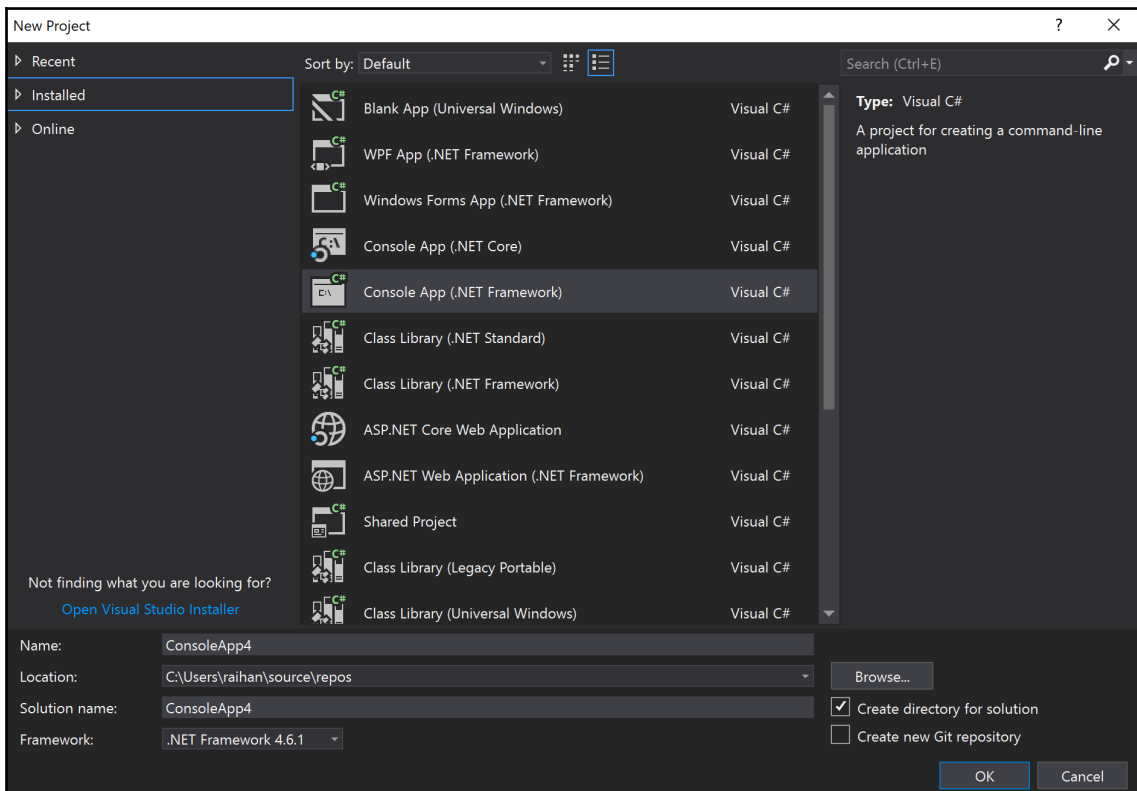 New Project
?
Recent
Installed
Online
Sort by: Default
Search (Ctrl+E)
C# Blank App (Universal Windows) Visual C#
C# WPF App (.NET Framework) Visual C#
C# Windows Forms App (.NET Framework) Visual C#
C:\ Console App (.NET Core) Visual C#
C# C:\ Console App (.NET Framework) Visual C#
C# Class Library (.NET Standard) Visual C#
C# Class Library (.NET Framework) Visual C#
ASP.NET Core Web Application Visual C#
ASP.NET Web Application (.NET Framework) Visual C#
C# Shared Project Visual C#
C# Class Library (Legacy Portable) Visual C#
C# Class Library (Universal Windows) Visual C#
Type: Visual C#
A project for creating a command-line
application
Not finding what you are looking for?
Open Visual Studio Installer
Name: ConsoleApp4
Location: C:\Users\raihan\source\repos
Browse...
Solution name: ConsoleApp4
Create directory for solution
Framework: .NET Framework 4.6.1
Create new Git repository
OK Cancel